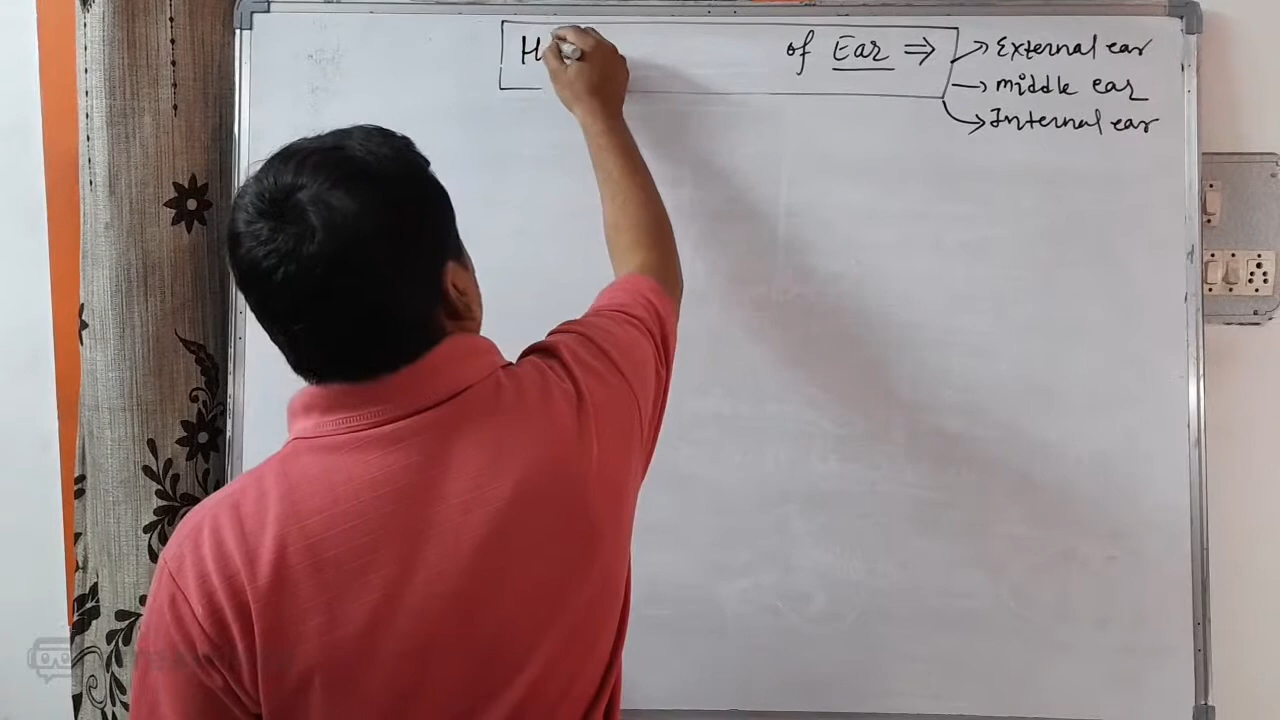 H of Ear ⇒ → External ear
→ middle ear
→ Internal ear